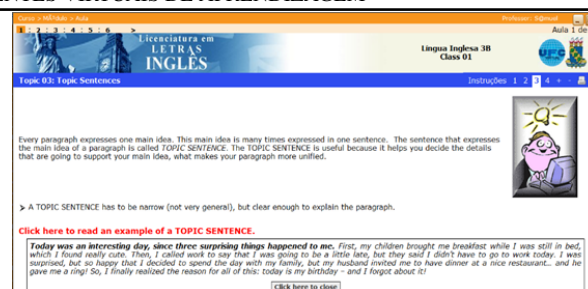 NTES VIRTUAIS DE APRENDIZAGEM
Curso > Módulo > Aula
Professor: S@muel
1 : 2 : 3 : 4 : 5 : 6 >
Aula 1 de
Licenciatura em
LETRAS
INGLÊS
Língua Inglesa 3B
Class 01
UFC
Topic 03: Topic Sentences
Instruções 1 2 3 4 + -
Every paragraph expresses one main idea. This main idea is many times expressed in one sentence. The sentence that expresses
the main idea of a paragraph is called TOPIC SENTENCE. The TOPIC SENTENCE is useful because it helps you decide the details
that are going to support your main idea, what makes your paragraph more unified.
➤ A TOPIC SENTENCE has to be narrow (not very general), but clear enough to explain the paragraph.
Click here to read an example of a TOPIC SENTENCE.
Today was an interesting day, since three surprising things happened to me. First, my children brought me breakfast while I was still in bed,
which I found really cute. Then, I called work to say that I was going to be a little late, but they said I didn't have to go to work today. I was
surprised, but so happy that I decided to spend the day with my family, but my husband invited me to have dinner at a nice restaurant... and he
gave me a ring! So, I finally realized the reason for all of this: today is my birthday – and I forgot about it!
Click here to close